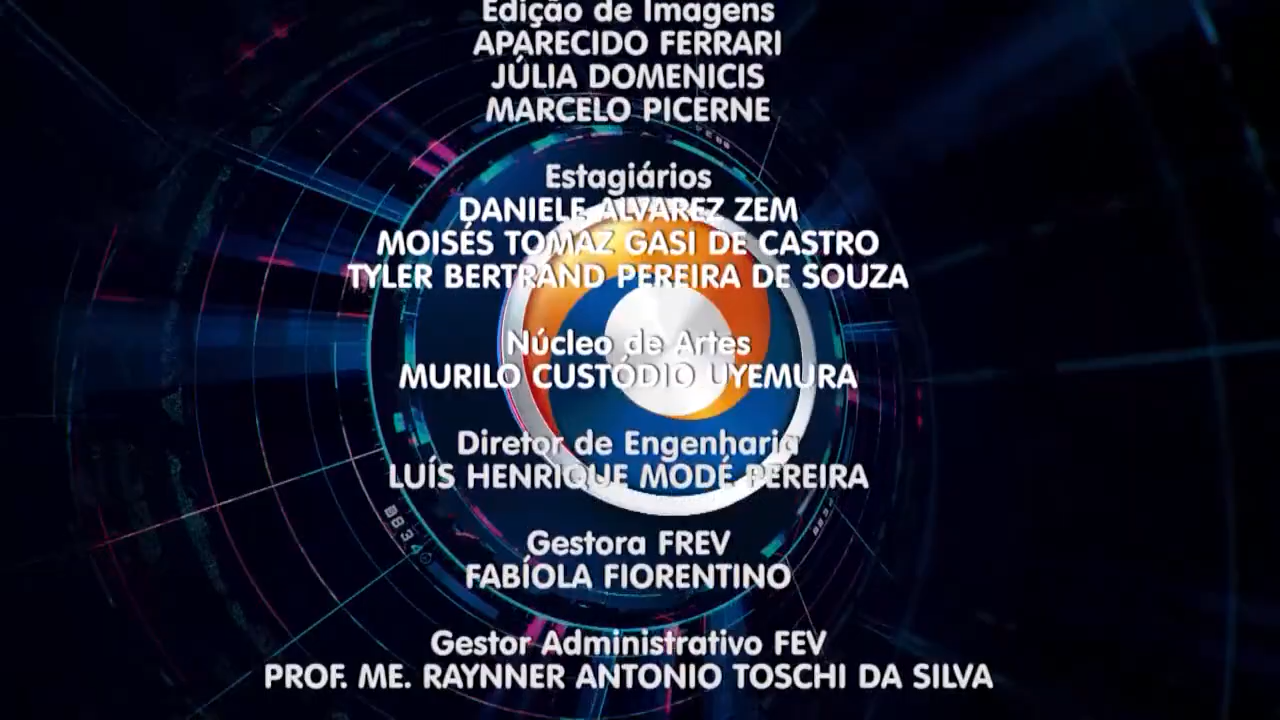 Edição de Imagens
APARECIDO FERRARI
JÚLIA DOMENICIS
MARCELO PICERNE
Estagiários
DANIELE ALVAREZ ZEM
MOISÉS TOMAZ GASI DE CASTRO
TYLER BERTRAND PEREIRA DE SOUZA
Núcleo de Artes
MURILO CUSTÓDIO UYEMURA
Diretor de Engenharia
LUÍS HENRIQUE MODÉ PEREIRA
Gestora FREV
FABÍOLA FIORENTINO
Gestor Administrativo FEV
PROF. ME. RAYNNER ANTONIO TOSCHI DA SILVA